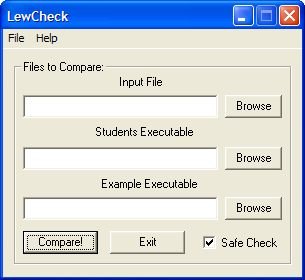 LewCheck
File Help
Files to Compare:
Input File
Browse
Students Executable
Browse
Example Executable
Browse
Compare! Exit Safe Check